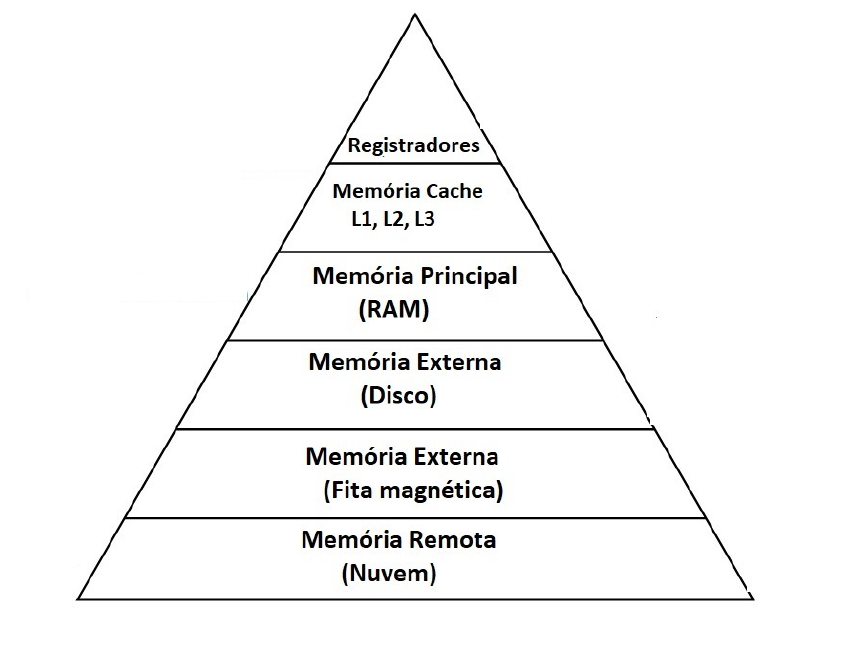 Registradores
Memória Cache
L1, L2, L3
Memória Principal
(RAM)
Memória Externa
(Disco)
Memória Externa
(Fita magnética)
Memória Remota
(Nuvem)